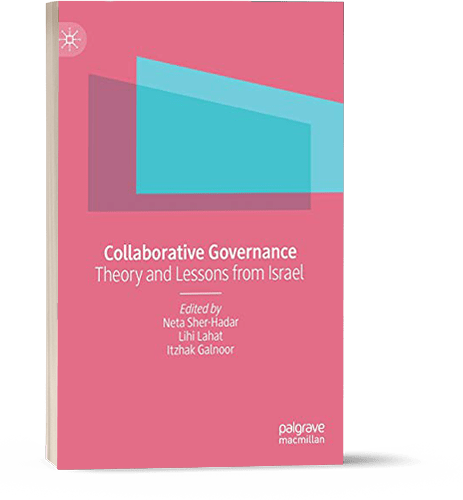 Collaborative Governance
Theory and Lessons from Israel
Edited by
Neta Sher-Hadar
Lihi Lahat
Itzhak Galnoor
palgrave
macmillan